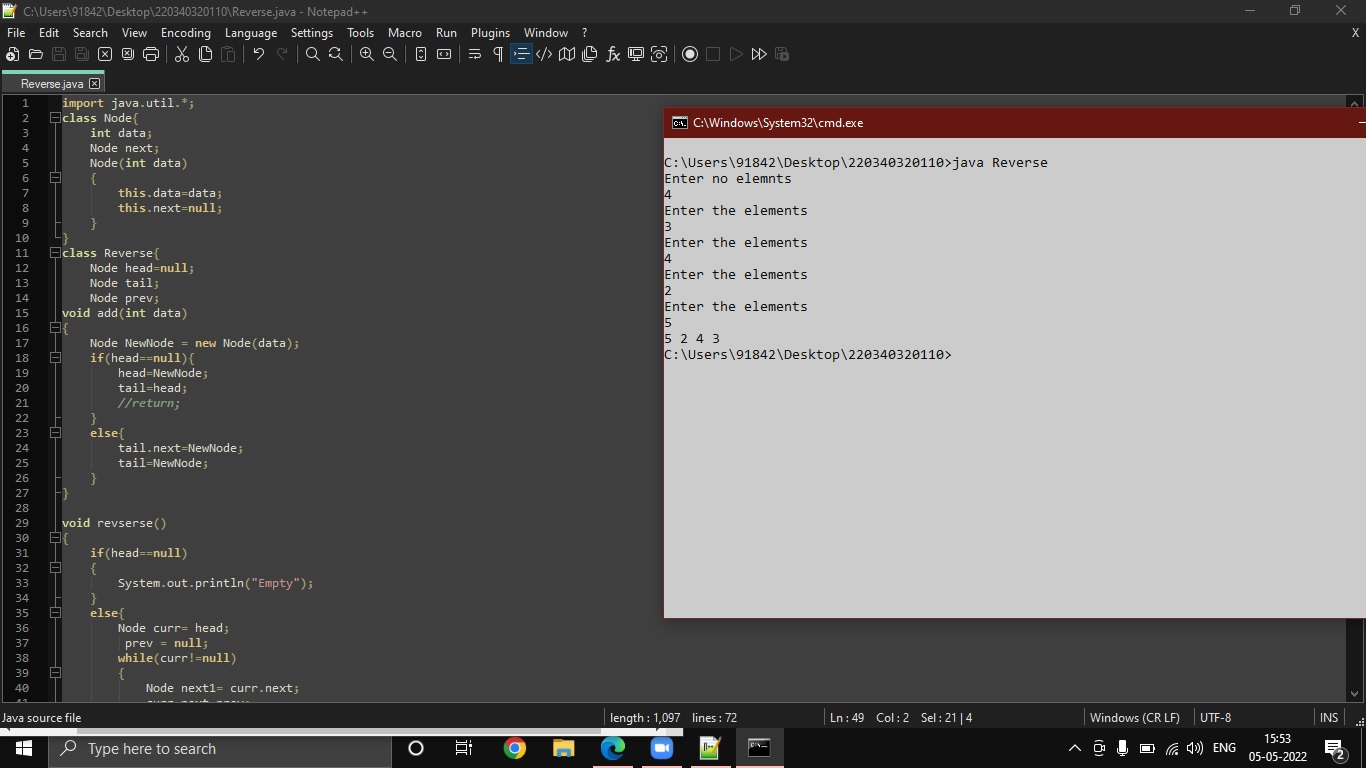 C:\Users\91842\Desktop\220340320110\Reverse.java - Notepad++
File Edit Search View Encoding Language Settings Tools Macro Run Plugins Window ? X
Reverse.java
1 import java.util.*;
2 class Node{
3 int data;
4 Node next;
5 Node(int data)
6 {
7 this.data=data;
8 this.next=null;
9 }
10 }
11 class Reverse{
12 Node head=null;
13 Node tail;
14 Node prev;
15 void add(int data)
16 {
17 Node NewNode = new Node(data);
18 if(head==null){
19 head=NewNode;
20 tail=head;
21 //return;
22 }
23 else{
24 tail.next=NewNode;
25 tail=NewNode;
26 }
27 }
28
29 void revserse()
30 {
31 if(head==null)
32 {
33 System.out.println("Empty");
34 }
35 else{
36 Node curr= head;
37 prev = null;
38 while(curr!=null)
39 {
40 Node next1= curr.next;
C:\Windows\System32\cmd.exe
C:\Users\91842\Desktop\220340320110>java Reverse
Enter no elemnts
4
Enter the elements
3
Enter the elements
4
Enter the elements
2
Enter the elements
5
5 2 4 3
C:\Users\91842\Desktop\220340320110>
Java source file length : 1,097 lines : 72 Ln : 49 Col : 2 Sel : 21 | 4 Windows (CR LF) UTF-8 INS
Type here to search
ENG
15:53
05-05-2022
2